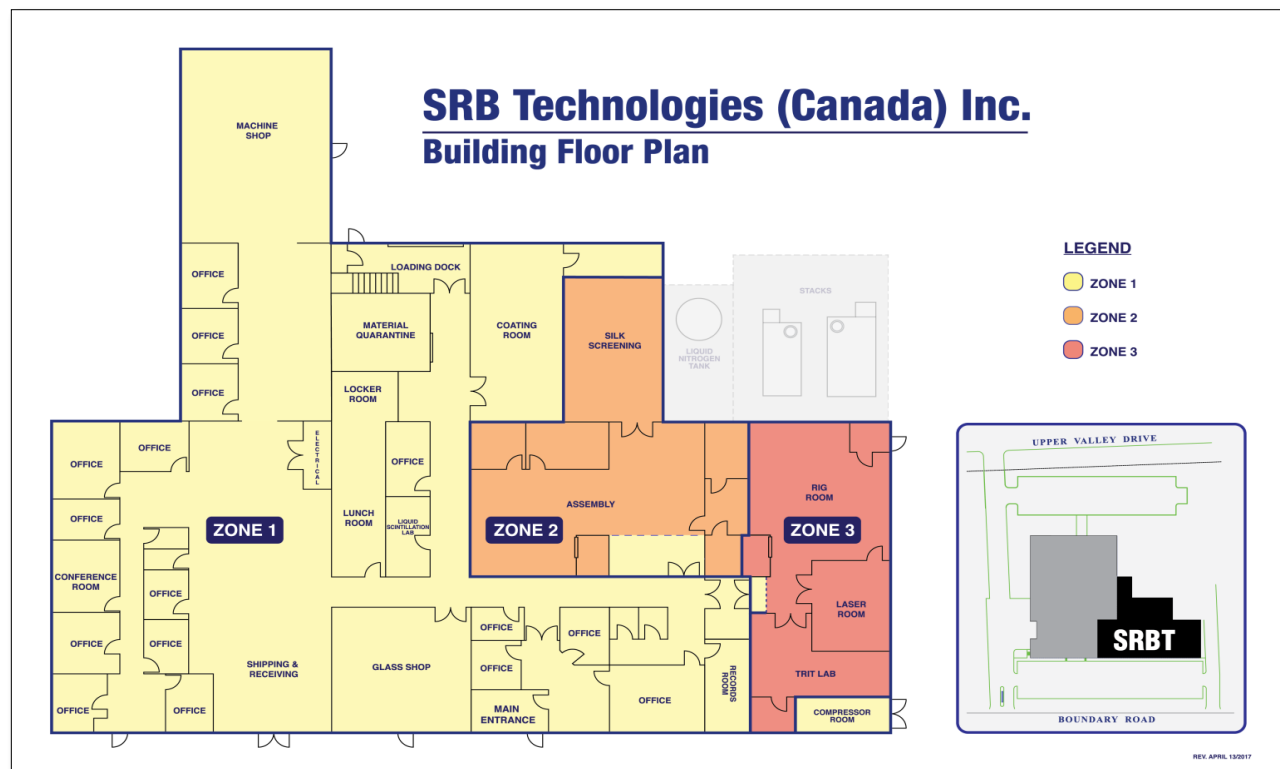 SRB Technologies (Canada) Inc.
Building Floor Plan
MACHINE
SHOP
LEGEND
ZONE 1
ZONE 2
ZONE 3
OFFICE
LOADING DOCK
STACKS
OFFICE
MATERIAL
QUARANTINE
COATING
ROOM
SILK
SCREENING
LIQUID
NITROGEN
TANK
OFFICE
LOCKER
ROOM
OFFICE
OFFICE
ELECTRICAL
OFFICE
RIG
ROOM
OFFICE
LUNCH
ROOM
LIQUID
SCINTILLATION
LAB
ASSEMBLY
ZONE 1
ZONE 2
ZONE 3
CONFERENCE
ROOM
OFFICE
LASER
ROOM
OFFICE
OFFICE
OFFICE
OFFICE
SHIPPING &
RECEIVING
GLASS SHOP
OFFICE
RECORDS
ROOM
TRIT LAB
OFFICE
OFFICE
MAIN
ENTRANCE
OFFICE
COMPRESSOR
ROOM
UPPER VALLEY DRIVE
SRBT
BOUNDARY ROAD
REV. APRIL 13/2017